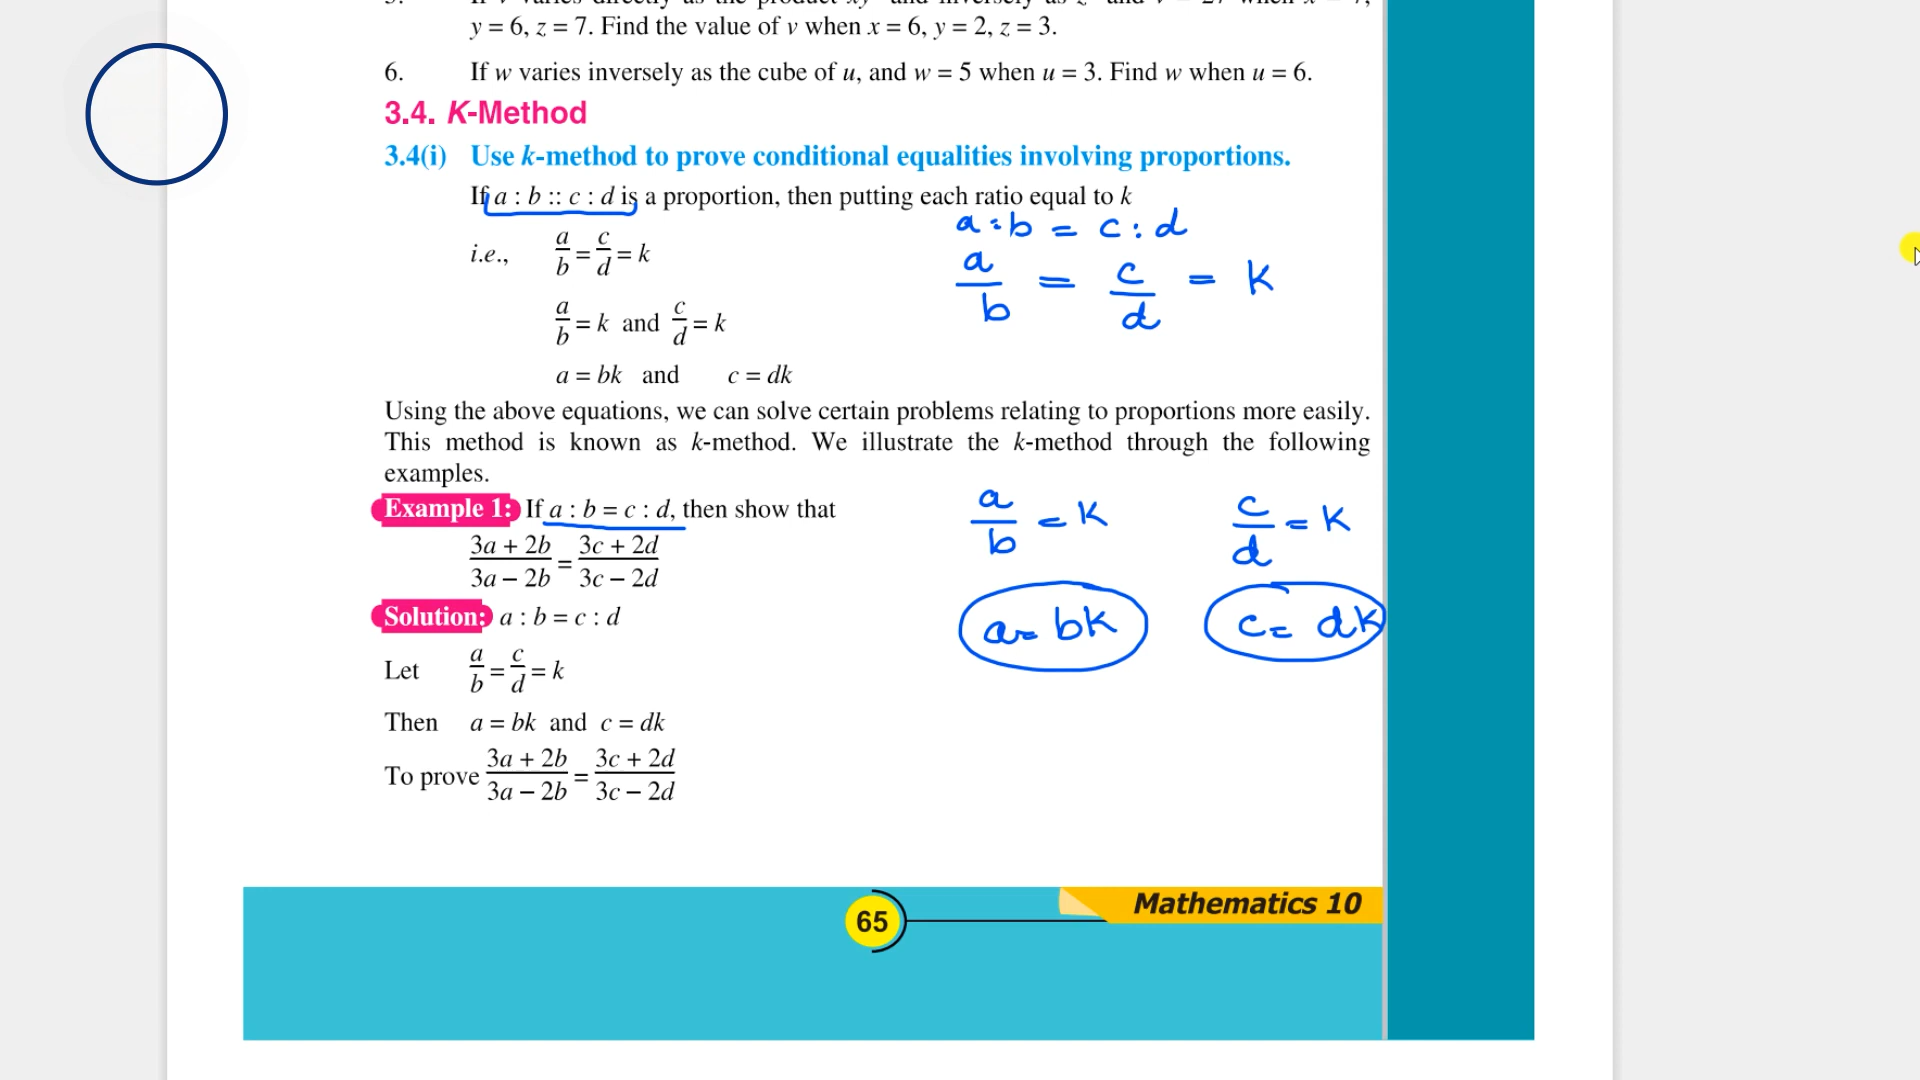 y = 6, z = 7. Find the value of v when x = 6, y = 2, z = 3.
6. If w varies inversely as the cube of u, and w = 5 when u = 3. Find w when u = 6.
3.4. K-Method
3.4(i) Use k-method to prove conditional equalities involving proportions.
If a : b :: c : d is a proportion, then putting each ratio equal to k
a : b = c : d
i.e., a/b = c/d = k
a/b = c/d = k
a/b = k and c/d = k
a = bk and c = dk
Using the above equations, we can solve certain problems relating to proportions more easily.
This method is known as k-method. We illustrate the k-method through the following
examples.
Example 1: If a : b = c : d, then show that
a/b = k c/d = k
(3a + 2b)/(3a – 2b) = (3c + 2d)/(3c – 2d)
Solution: a : b = c : d
a = bk c = dk
Let a/b = c/d = k
Then a = bk and c = dk
To prove (3a + 2b)/(3a – 2b) = (3c + 2d)/(3c – 2d)
65
Mathematics 10